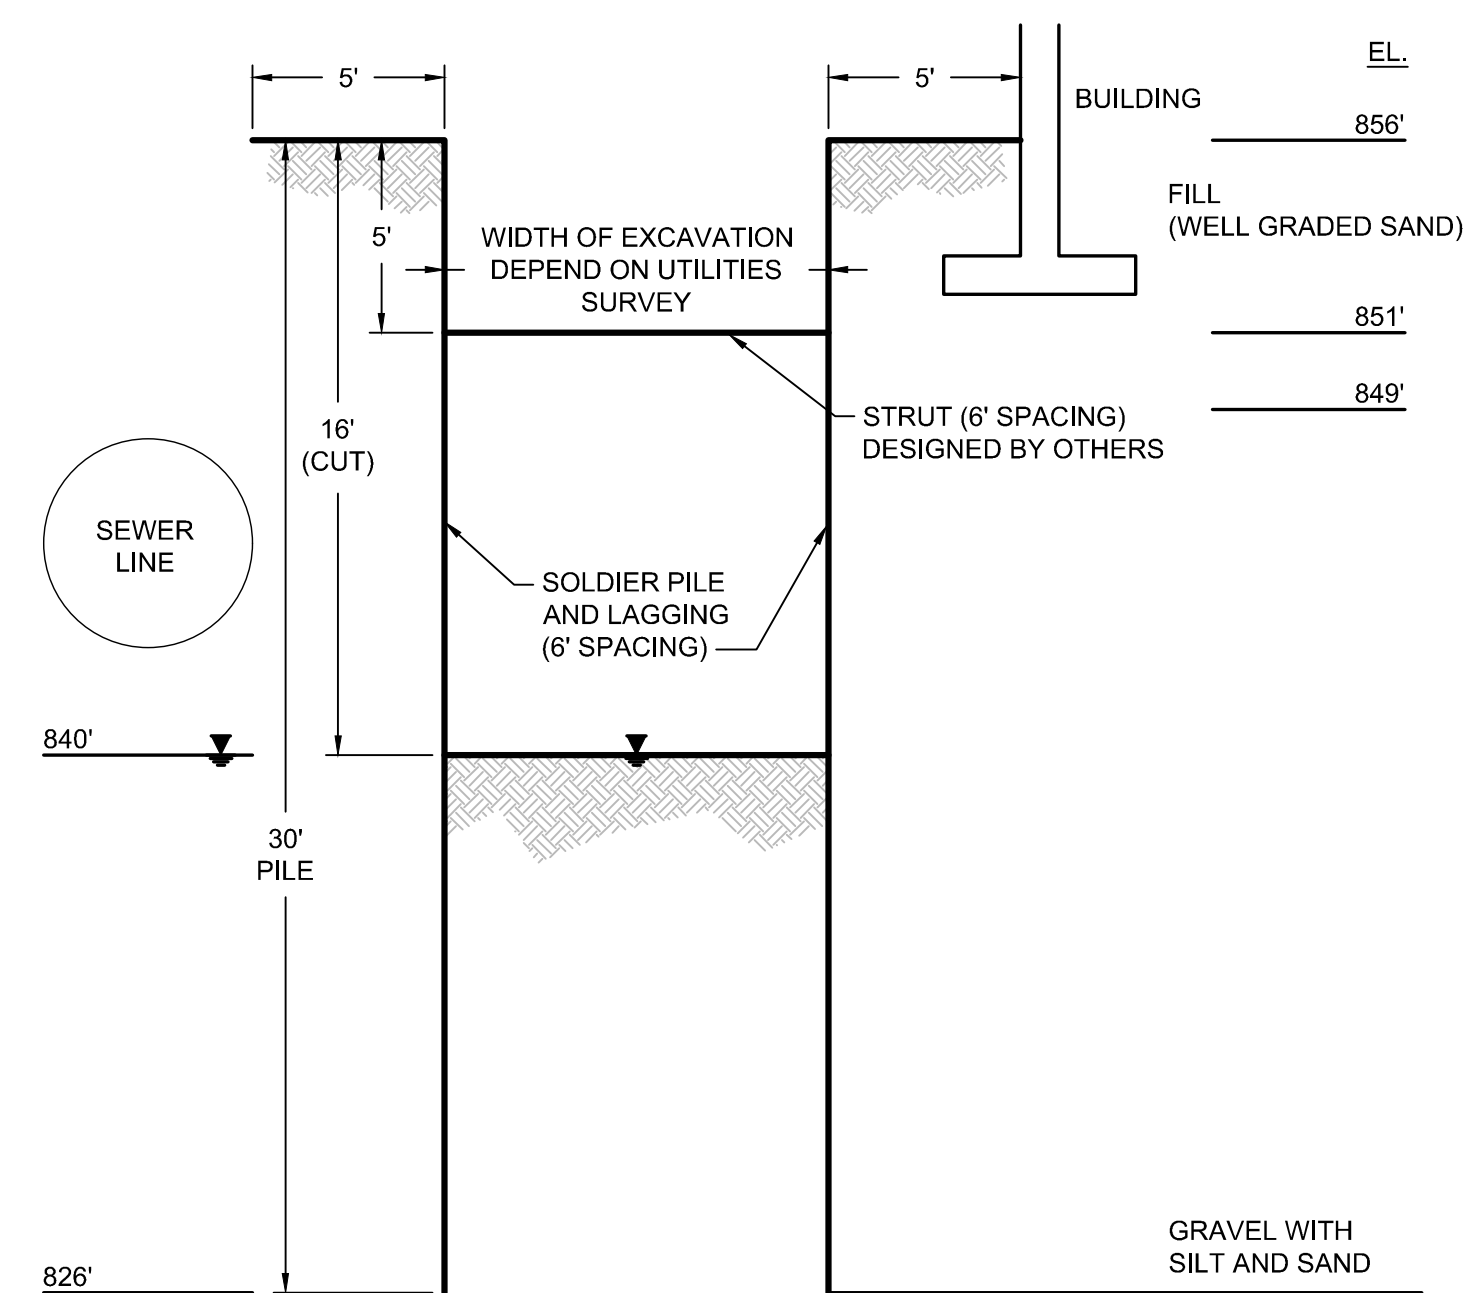 5'
5'
EL.
BUILDING
856'
FILL
(WELL GRADED SAND)
5'
WIDTH OF EXCAVATION
DEPEND ON UTILITIES
SURVEY
851'
849'
16'
(CUT)
STRUT (6' SPACING)
DESIGNED BY OTHERS
SEWER
LINE
SOLDIER PILE
AND LAGGING
(6' SPACING)
840'
30'
PILE
GRAVEL WITH
SILT AND SAND
826'